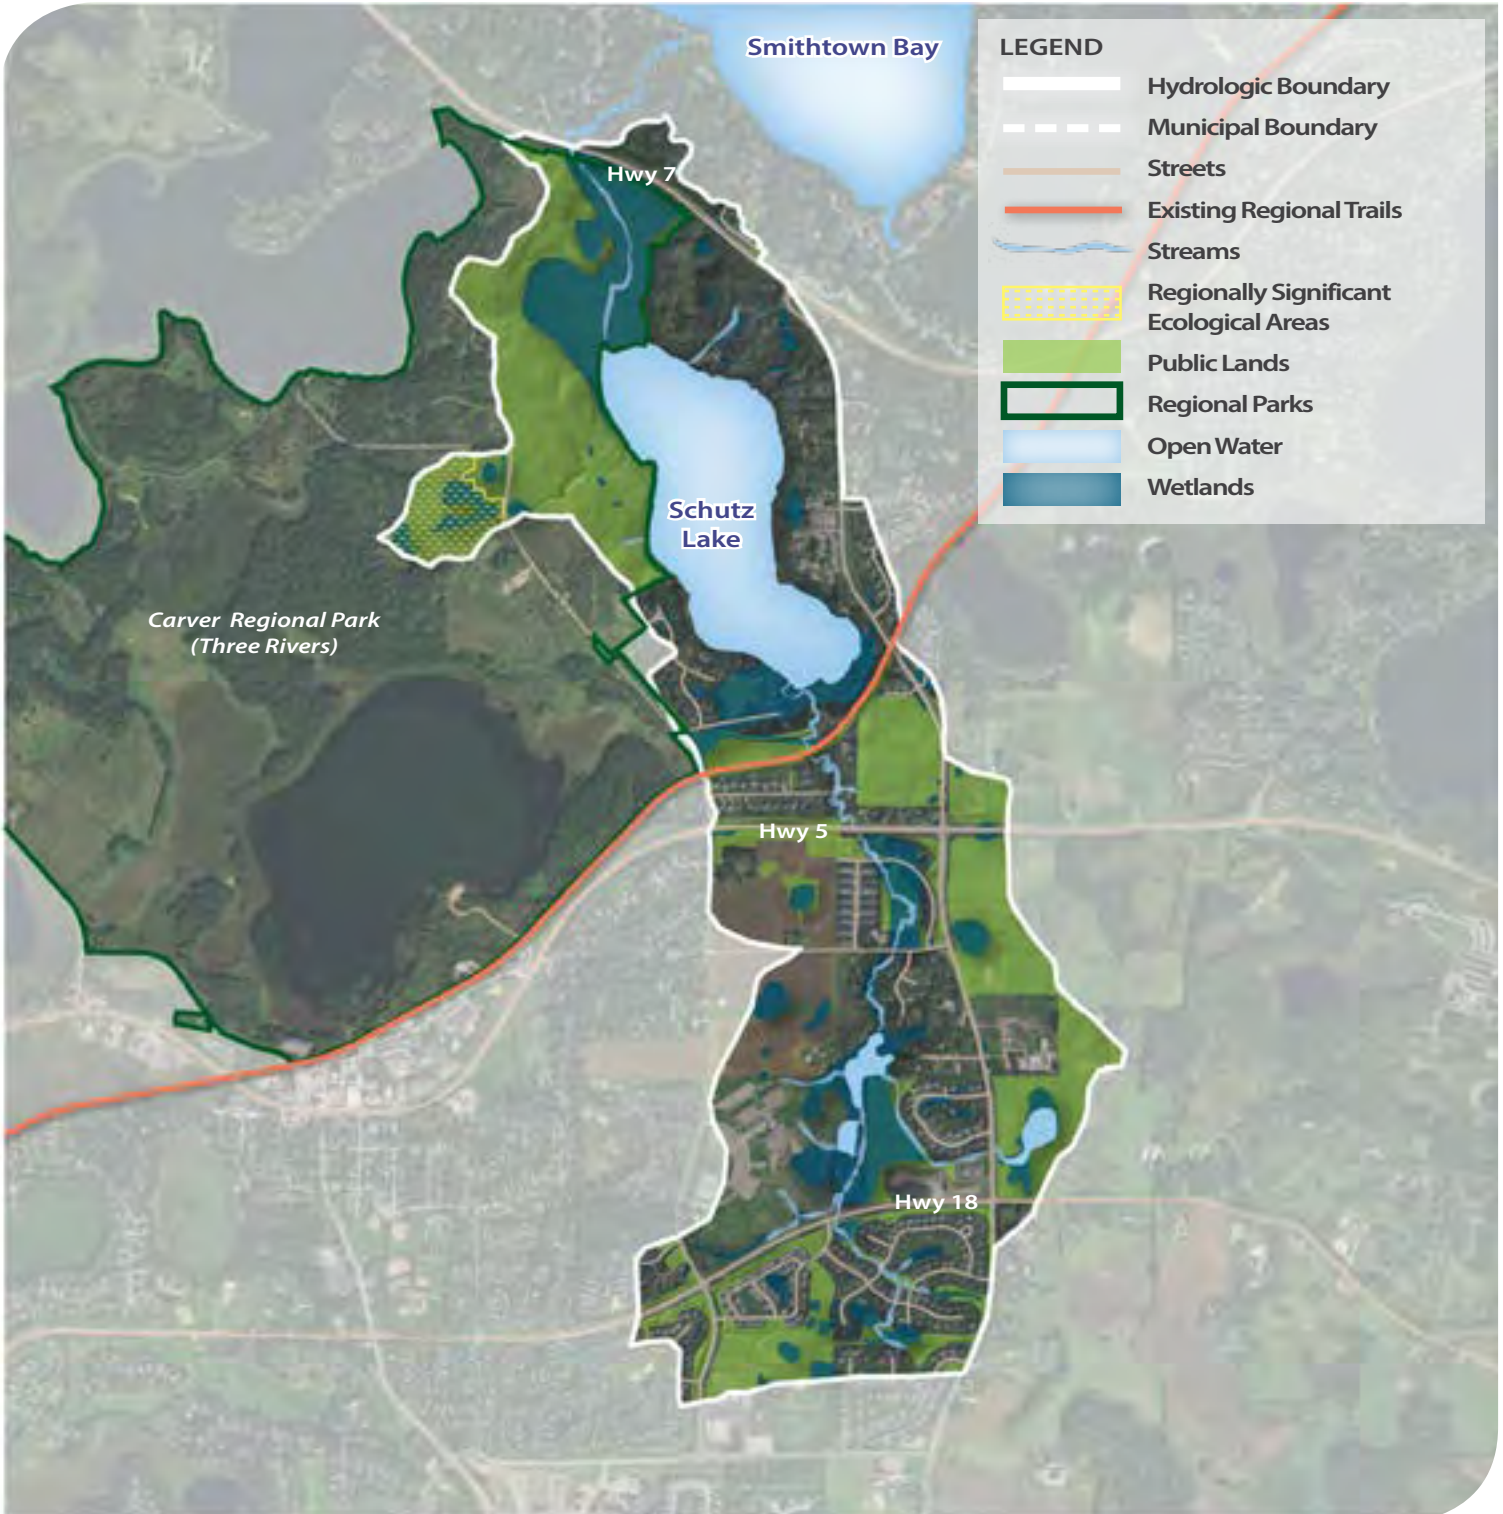 Smithtown Bay
LEGEND
Hydrologic Boundary
Municipal Boundary
Streets
Existing Regional Trails
Streams
Regionally Significant
Ecological Areas
Public Lands
Regional Parks
Open Water
Wetlands
Hwy 7
Schutz
Lake
Carver Regional Park
(Three Rivers)
Hwy 5
Hwy 18